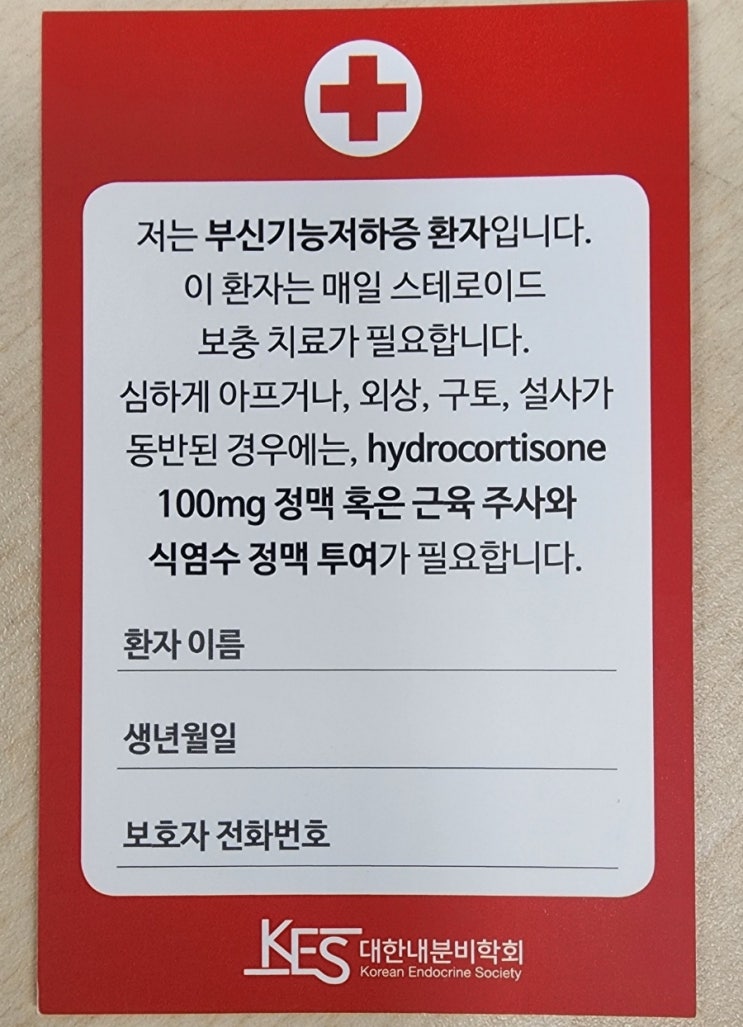 저는 부신기능저하증 환자입니다.
이 환자는 매일 스테로이드
보충 치료가 필요합니다.
심하게 아프거나, 외상, 구토, 설사가
동반된 경우에는, hydrocortisone
100mg 정맥 혹은 근육 주사와
식염수 정맥 투여가 필요합니다.
환자 이름
생년월일
보호자 전화번호
KES 대한내분비학회
Korean Endocrine Society